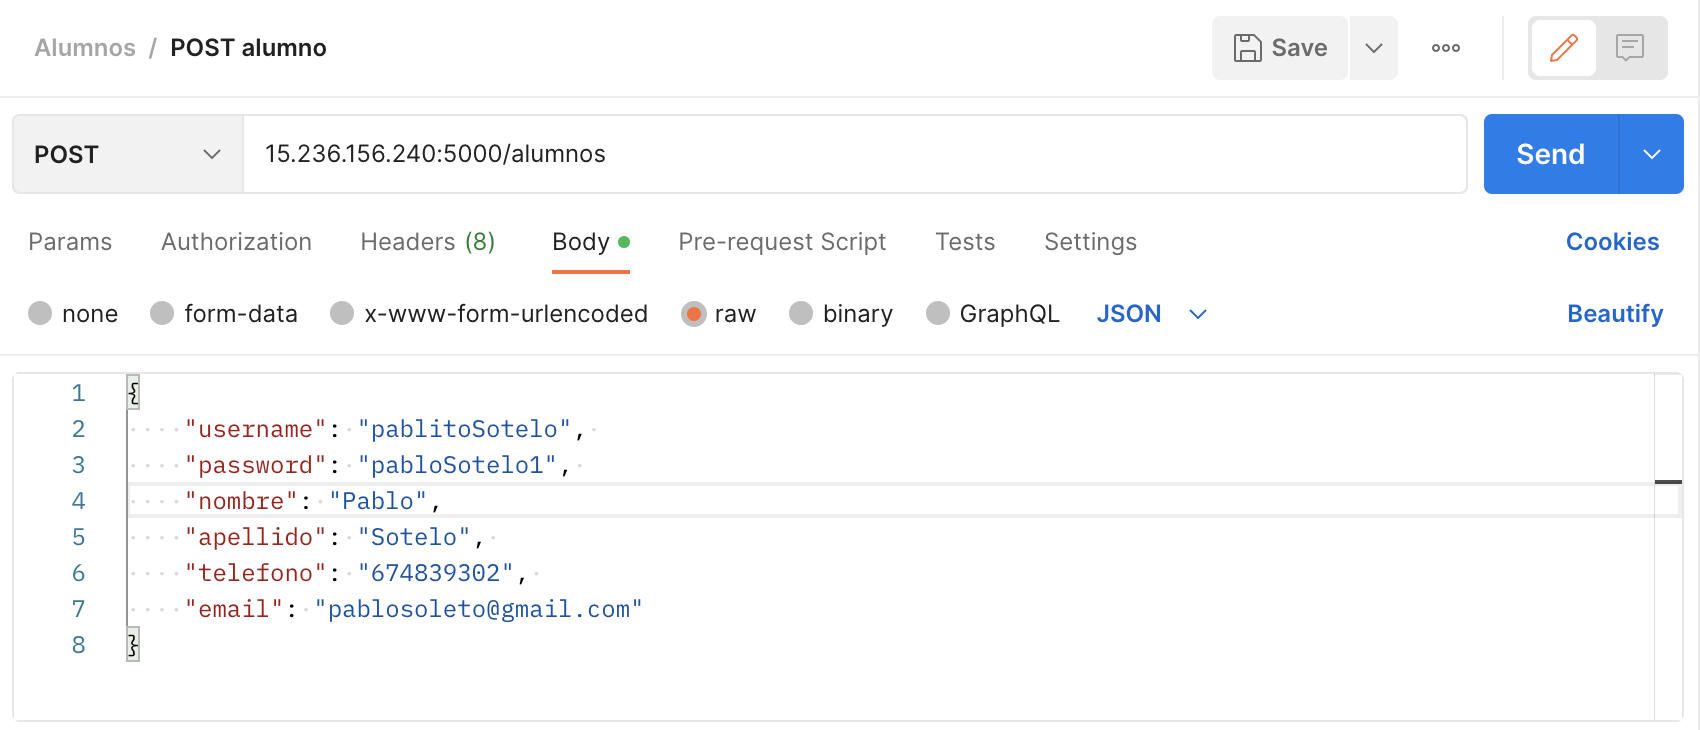 Alumnos / POST alumno
Save
POST
15.236.156.240:5000/alumnos
Send
Params Authorization Headers (8) Body Pre-request Script Tests Settings Cookies
none form-data x-www-form-urlencoded raw binary GraphQL JSON Beautify
1 {
2 "username": "pablitoSotelo",
3 "password": "pabloSotelo1",
4 "nombre": "Pablo",
5 "apellido": "Sotelo",
6 "telefono": "674839302",
7 "email": "pablosoleto@gmail.com"
8 }